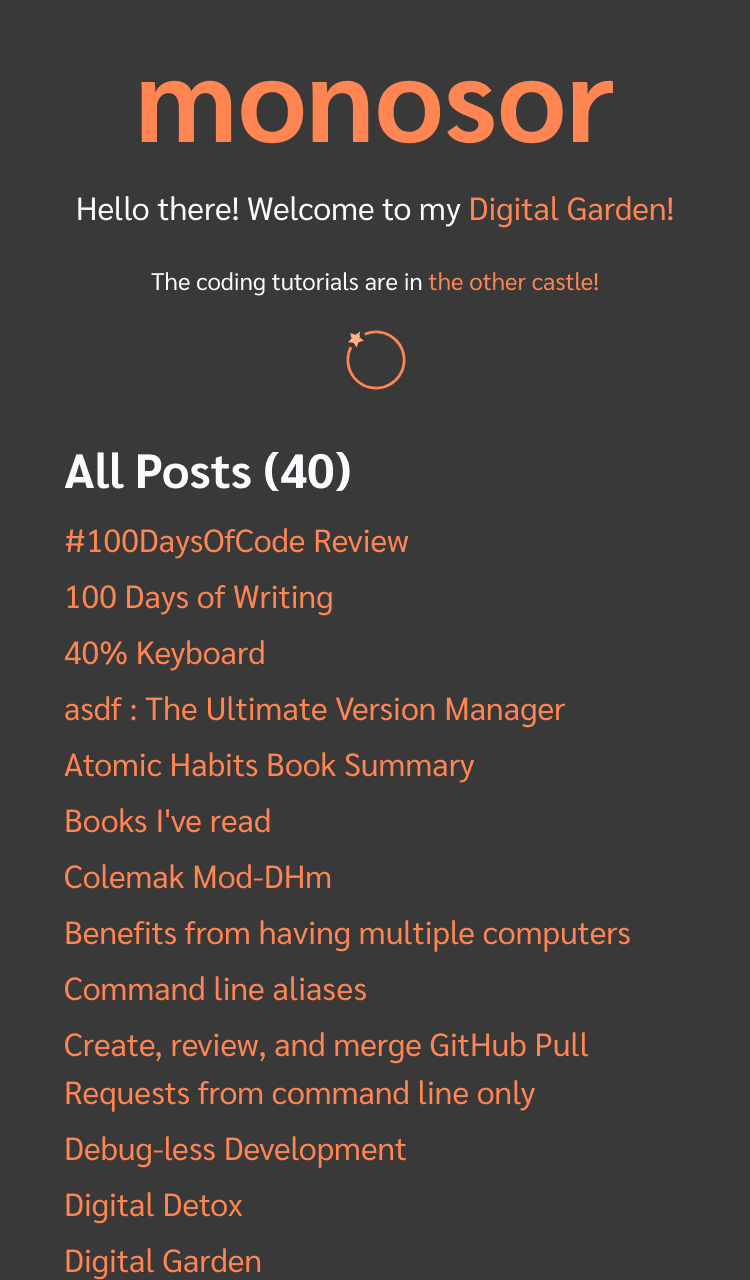 monosor
Hello there! Welcome to my Digital Garden!
The coding tutorials are in the other castle!
All Posts (40)
#100DaysOfCode Review
100 Days of Writing
40% Keyboard
asdf : The Ultimate Version Manager
Atomic Habits Book Summary
Books I've read
Colemak Mod-DHm
Benefits from having multiple computers
Command line aliases
Create, review, and merge GitHub Pull
Requests from command line only
Debug-less Development
Digital Detox
Digital Garden